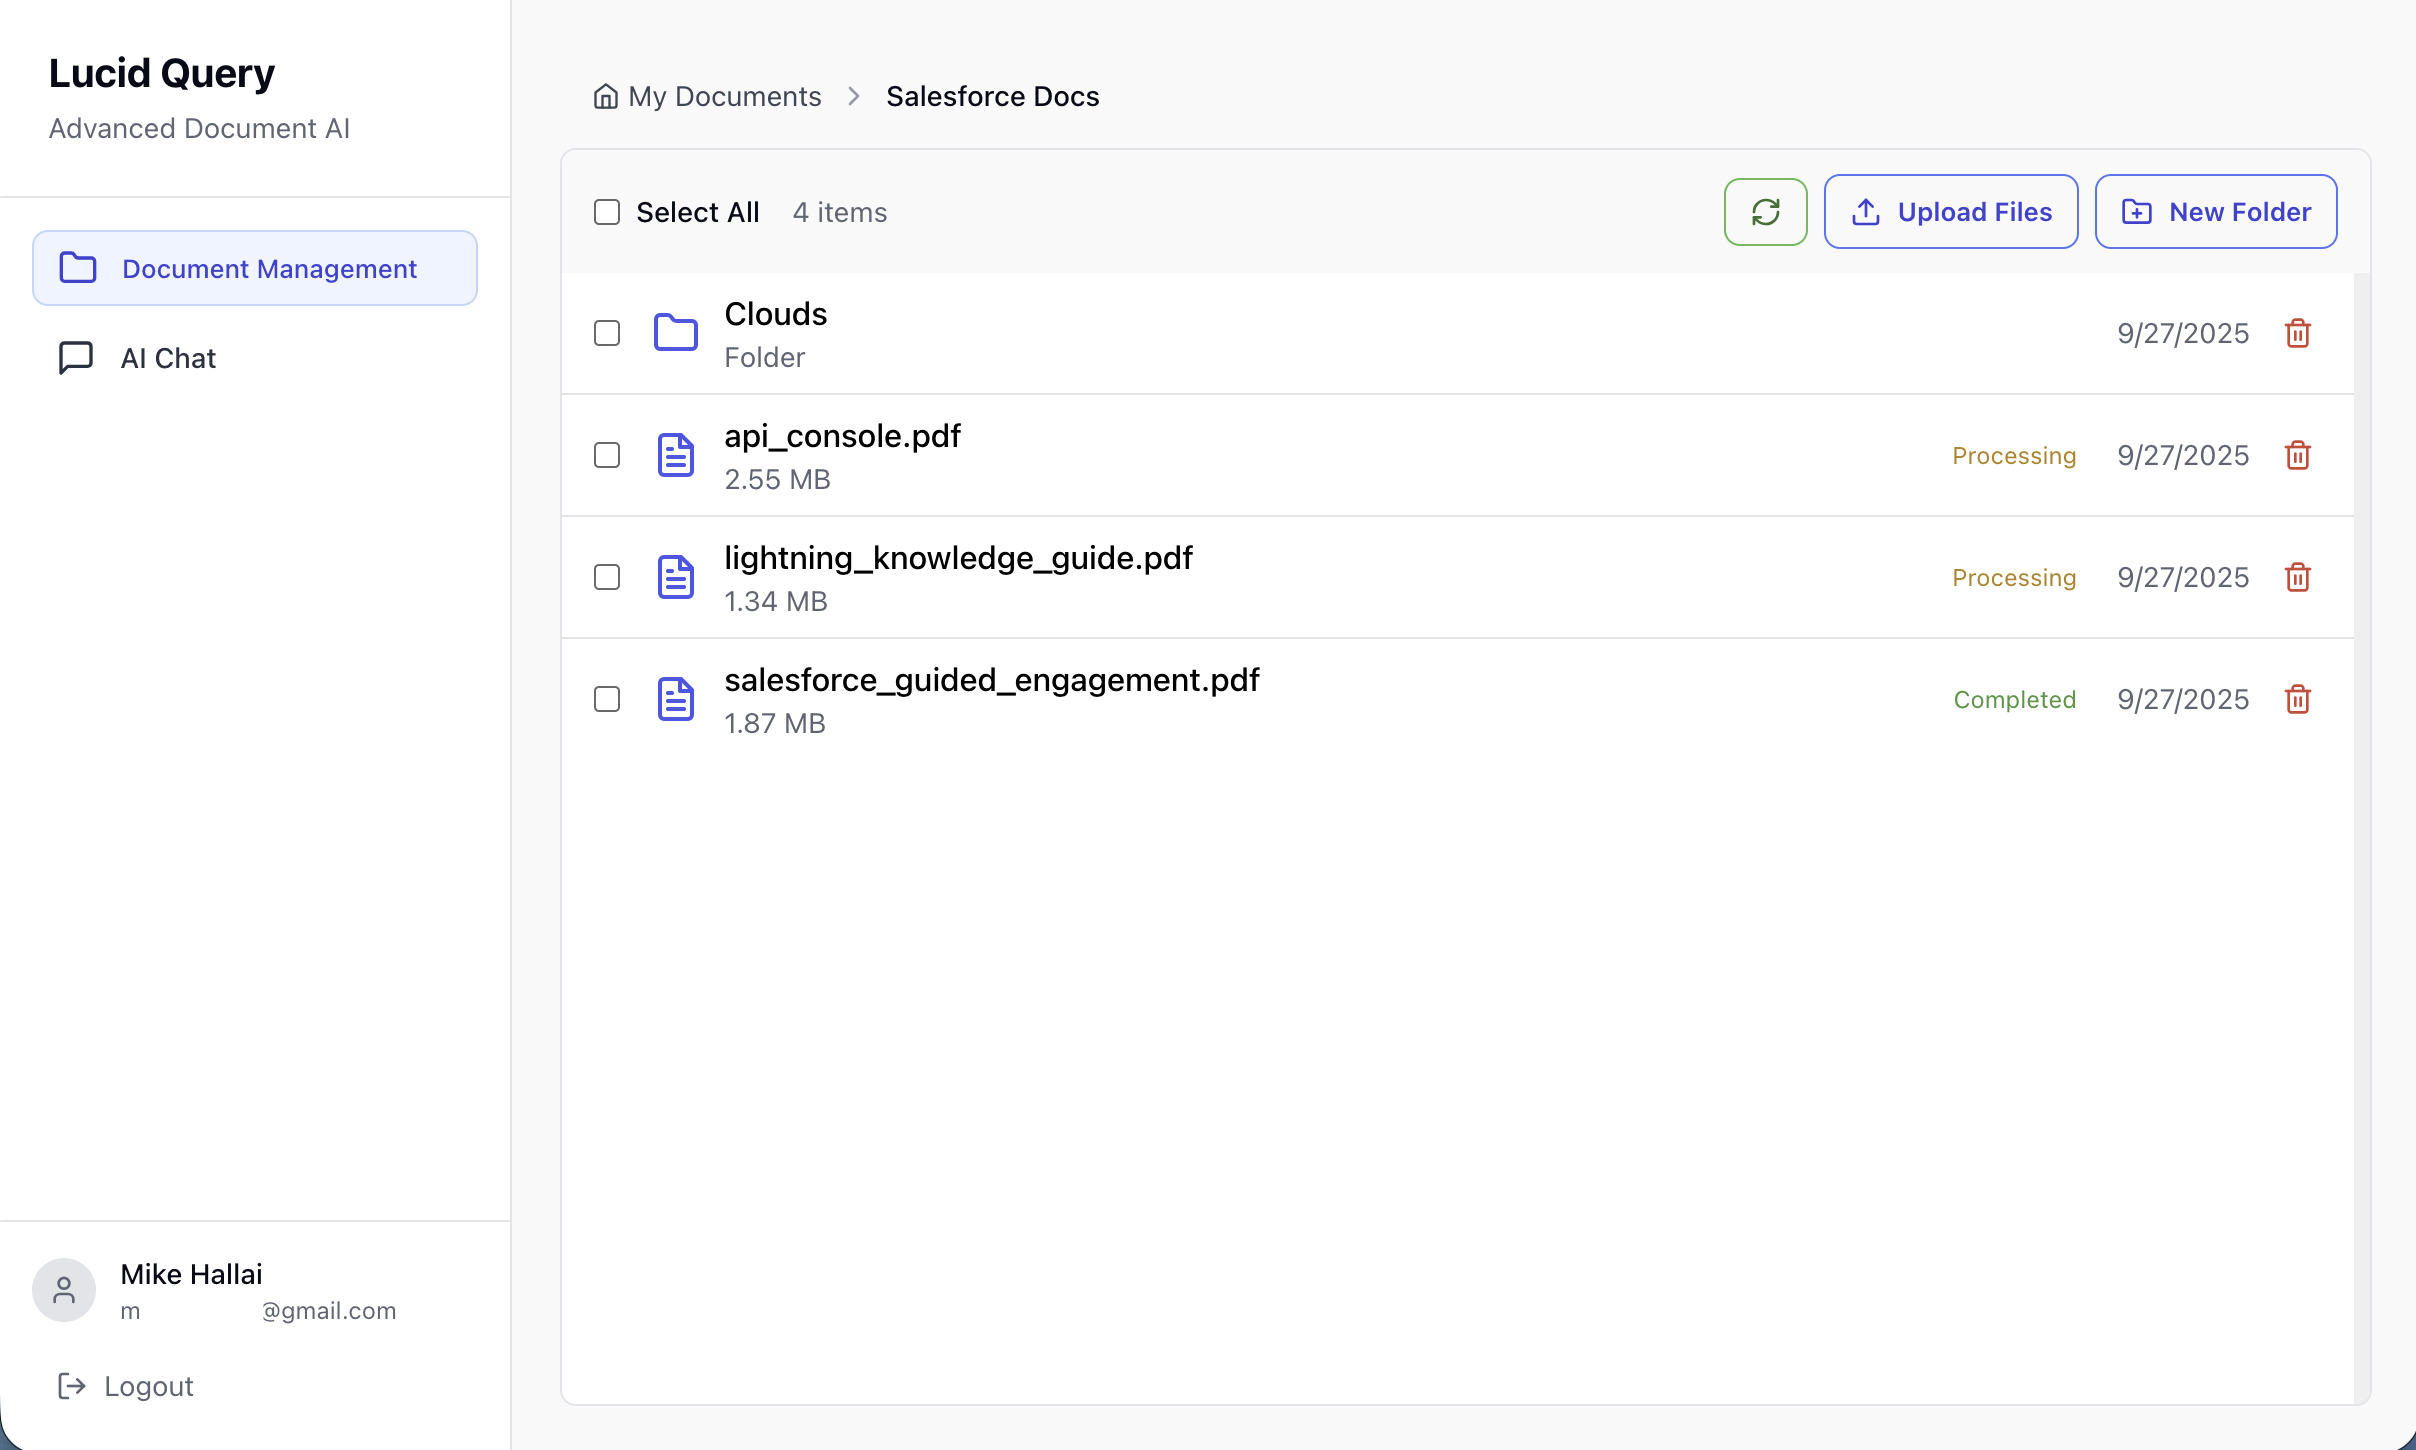 Lucid Query
Advanced Document AI
Document Management
AI Chat
Mike Hallai
m @gmail.com
Logout
My Documents > Salesforce Docs
Select All 4 items
Upload Files
New Folder
Clouds
Folder
9/27/2025
api_console.pdf
2.55 MB
Processing 9/27/2025
lightning_knowledge_guide.pdf
1.34 MB
Processing 9/27/2025
salesforce_guided_engagement.pdf
1.87 MB
Completed 9/27/2025